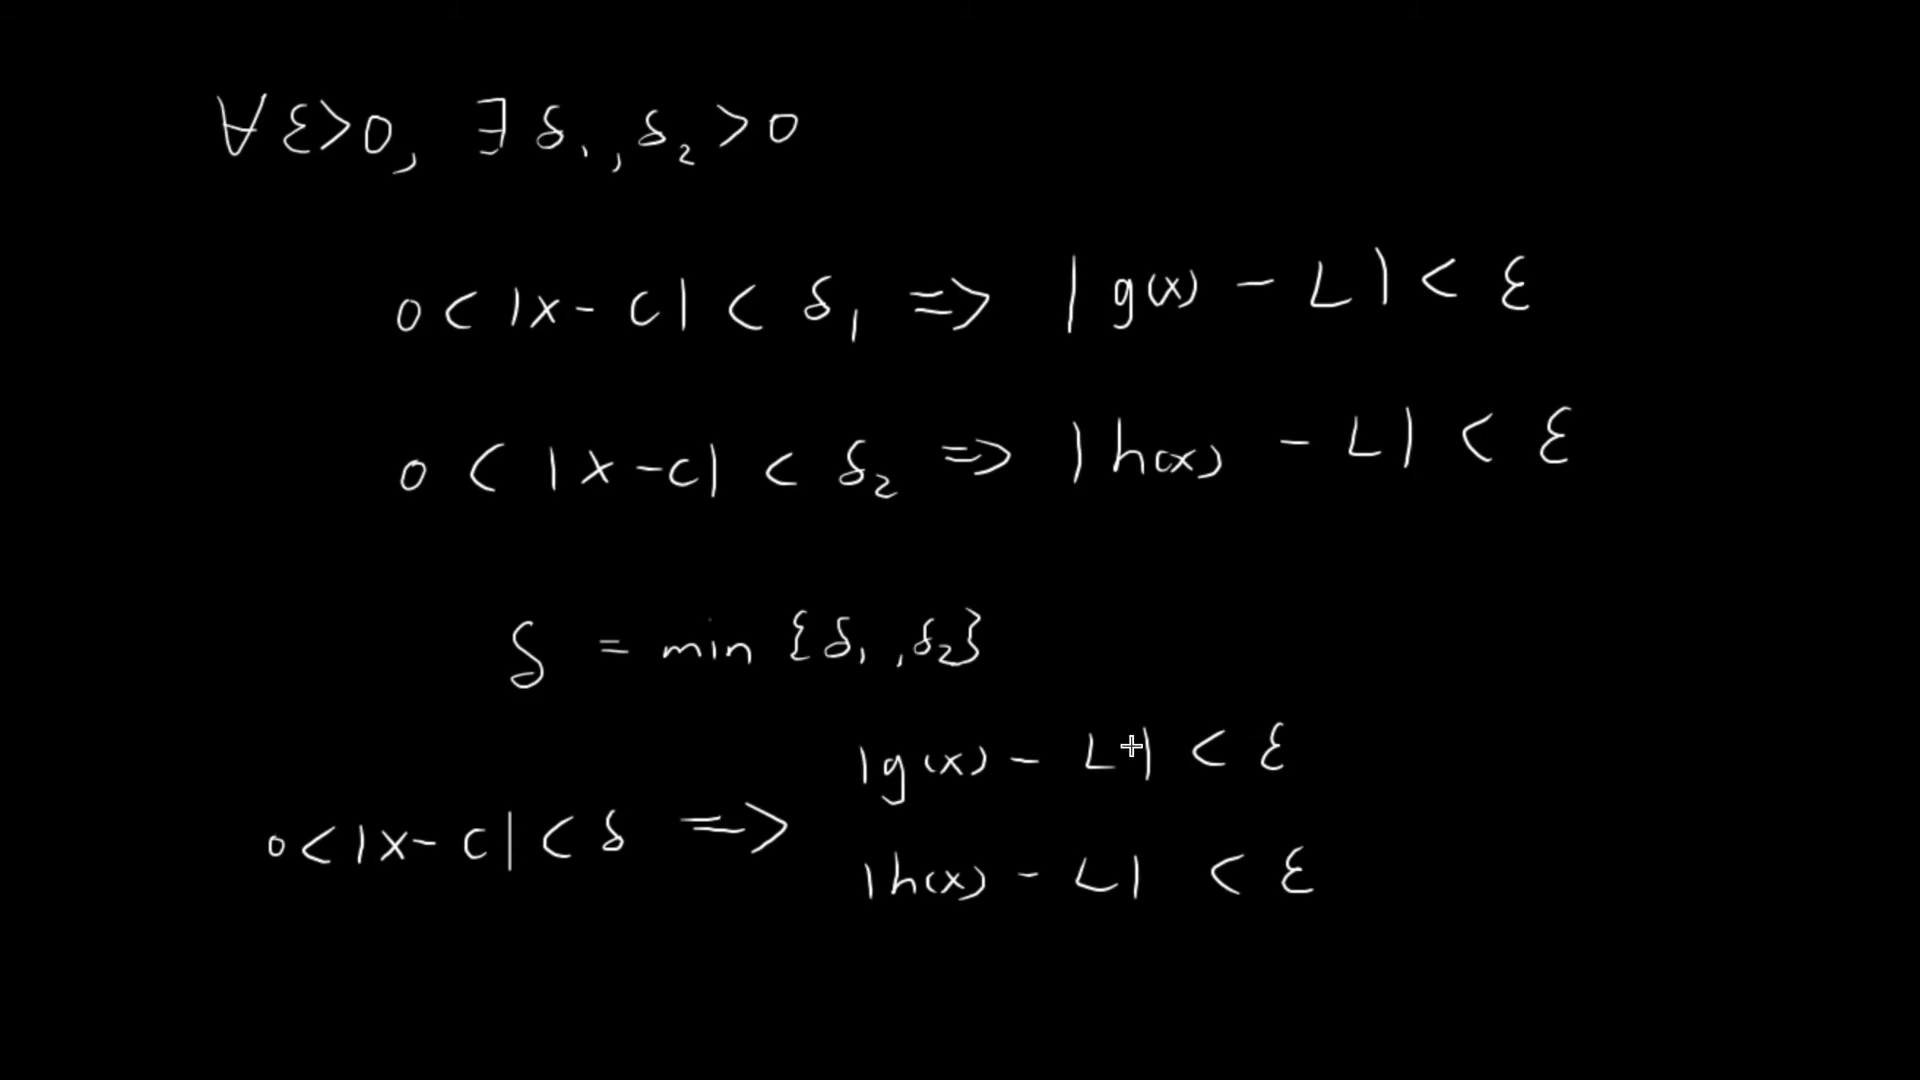 ∀ε>0, ∃ δ₁, δ₂ >0
0 < |x - c| < δ₁ => |g(x) - L| < ε
0 < |x - c| < δ₂ => |h(x) - L| < ε
δ = min {δ₁, δ₂}
|g(x) - L| < ε
0 < |x - c| < δ =>
|h(x) - L| < ε